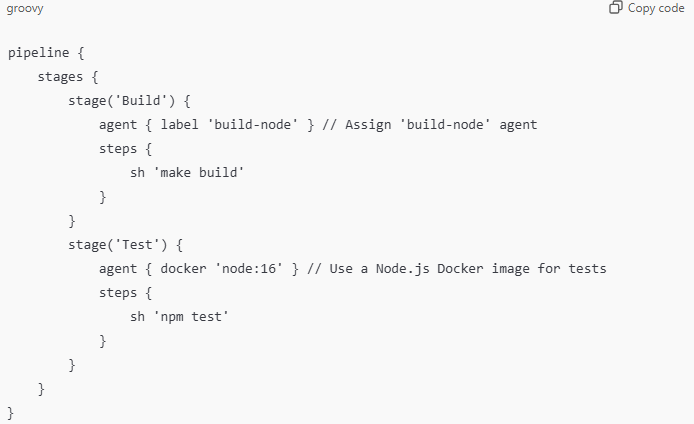 groovy
Copy code
pipeline {
    stages {
        stage('Build') {
            agent { label 'build-node' } // Assign 'build-node' agent
            steps {
                sh 'make build'
            }
        }
        stage('Test') {
            agent { docker 'node:16' } // Use a Node.js Docker image for tests
            steps {
                sh 'npm test'
            }
        }
    }
}